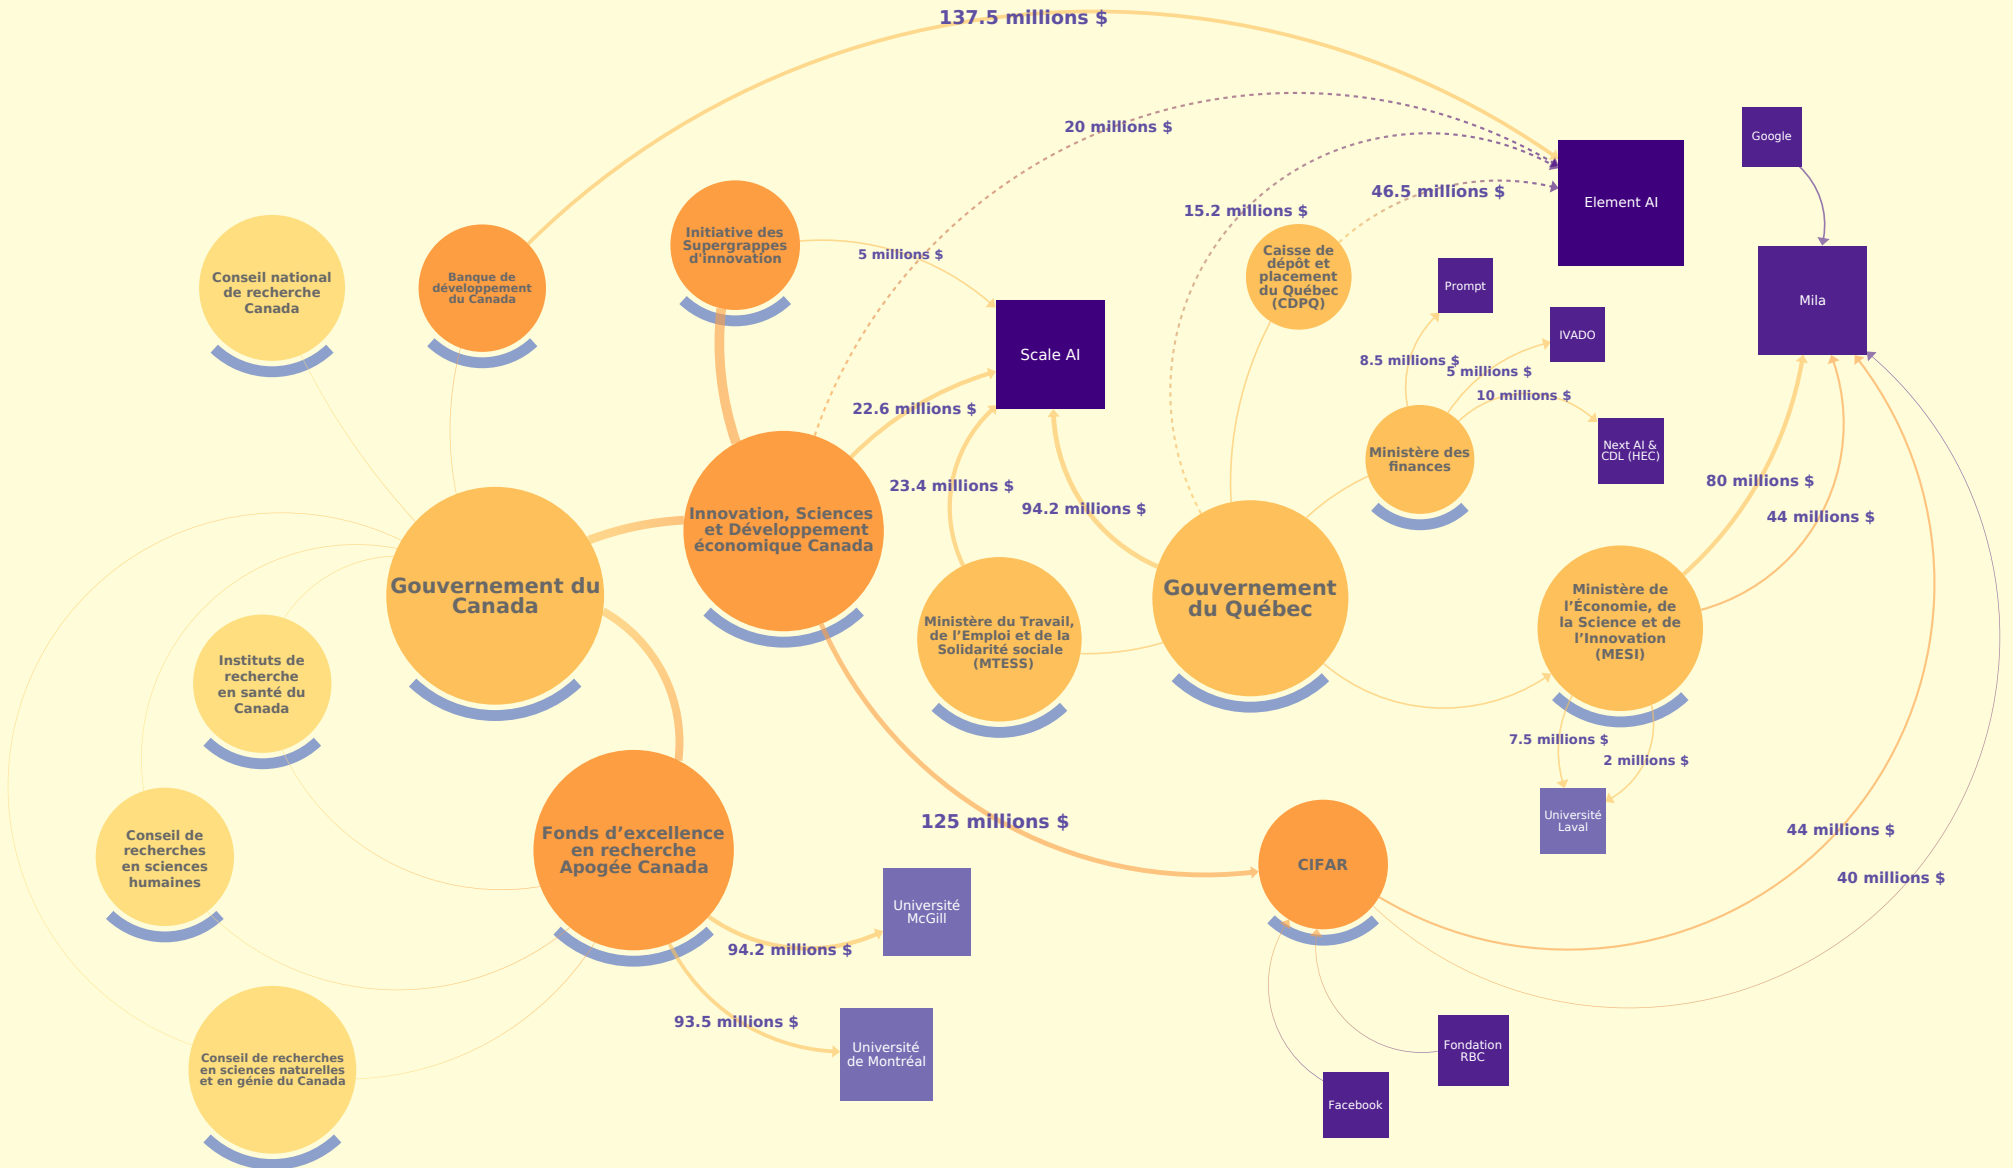 137.5 millions $
20 millions $
Google
46.5 millions $
Element AI
15.2 millions $
Initiative des
Supergrappes
d'innovation
5 millions $
Caisse de
dépôt et
placement
du Québec
(CDPQ)
Conseil national
de recherche
Canada
Banque de
développement
du Canada
Prompt
Mila
IVADO
Scale AI
8.5 millions $
5 millions $
10 millions $
22.6 millions $
Next AI &
CDL (HEC)
Ministère des
finances
23.4 millions $
94.2 millions $
80 millions $
44 millions $
Innovation, Sciences
et Développement
économique Canada
Gouvernement du
Canada
Gouvernement
du Québec
Ministère de
l’Économie, de
la Science et de
l’Innovation
(MESI)
Ministère du Travail,
de l’Emploi et de la
Solidarité sociale
(MTESS)
Instituts de
recherche
en santé du
Canada
7.5 millions $
2 millions $
Université
Laval
125 millions $
44 millions $
Conseil de
recherches
en sciences
humaines
Fonds d’excellence
en recherche
Apogée Canada
CIFAR
40 millions $
Université
McGill
94.2 millions $
93.5 millions $
Université
de Montréal
Fondation
RBC
Conseil de recherches
en sciences naturelles
et en génie du Canada
Facebook